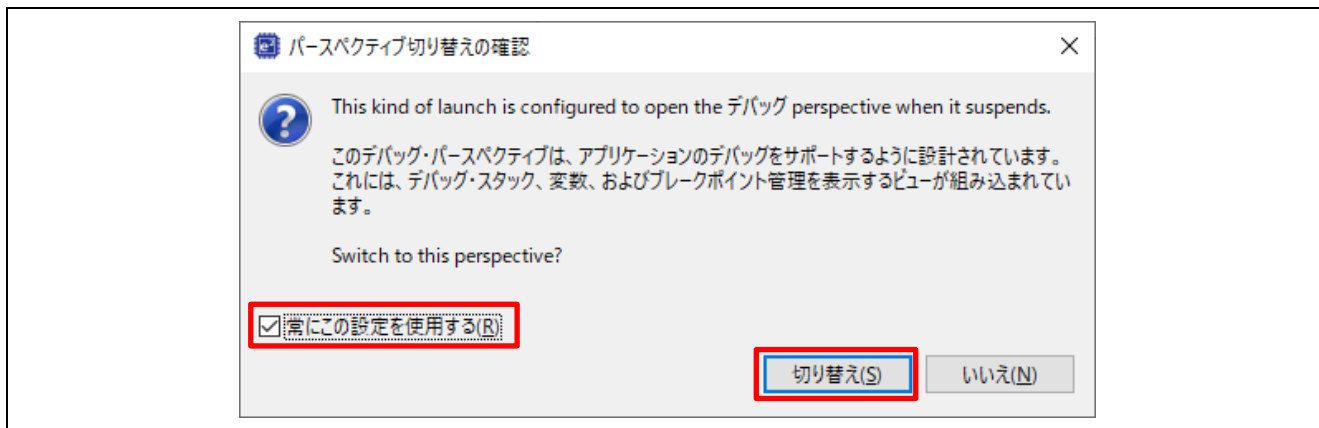 パースペクティブ切り替えの確認
This kind of launch is configured to open the デバッグ perspective when it suspends.
このデバッグ・パースペクティブは、アプリケーションのデバッグをサポートするように設計されています。
これには、デバッグ・スタック、変数、およびブレークポイント管理を表示するビューが組み込まれてい
ます。
Switch to this perspective?
常にこの設定を使用する(R)
切り替え(S) いいえ(N)